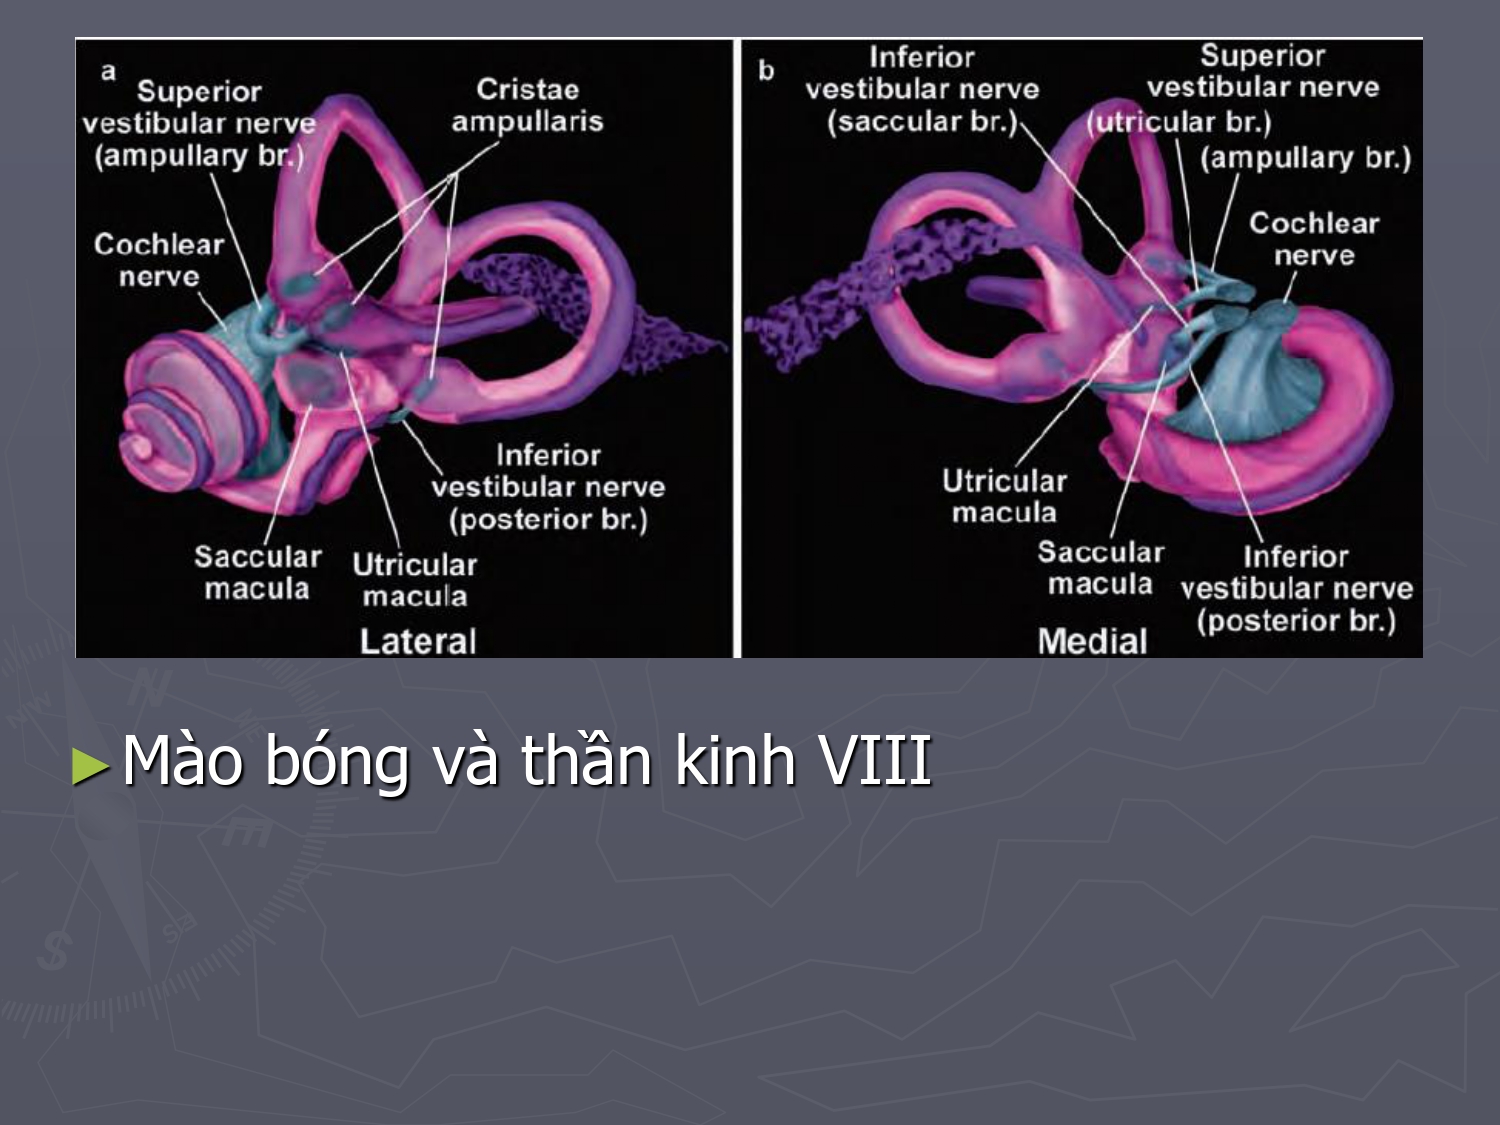 a
Superior
vestibular nerve
(ampullary br.)
Cristae
ampullaris
Cochlear
nerve
Inferior
vestibular nerve
(posterior br.)
Saccular
macula
Utricular
macula
Lateral
b
Inferior
vestibular nerve
(saccular br.)
Superior
vestibular nerve
(utricular br.)
(ampullary br.)
Cochlear
nerve
Utricular
macula
Saccular
macula
Inferior
vestibular nerve
(posterior br.)
Medial
►Mào bóng và thần kinh VIII
N
E
S
NW
SE